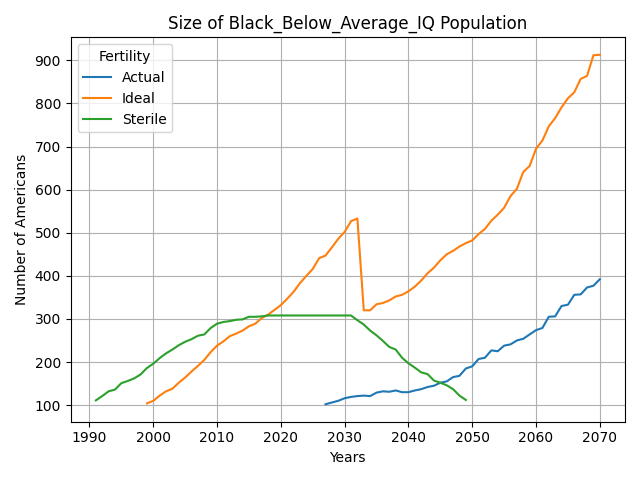 Size of Black_Below_Average_IQ Population
Fertility
Actual
Ideal
Sterile
Number of Americans
900
800
700
600
500
400
300
200
100
1990 2000 2010 2020 2030 2040 2050 2060 2070
Years